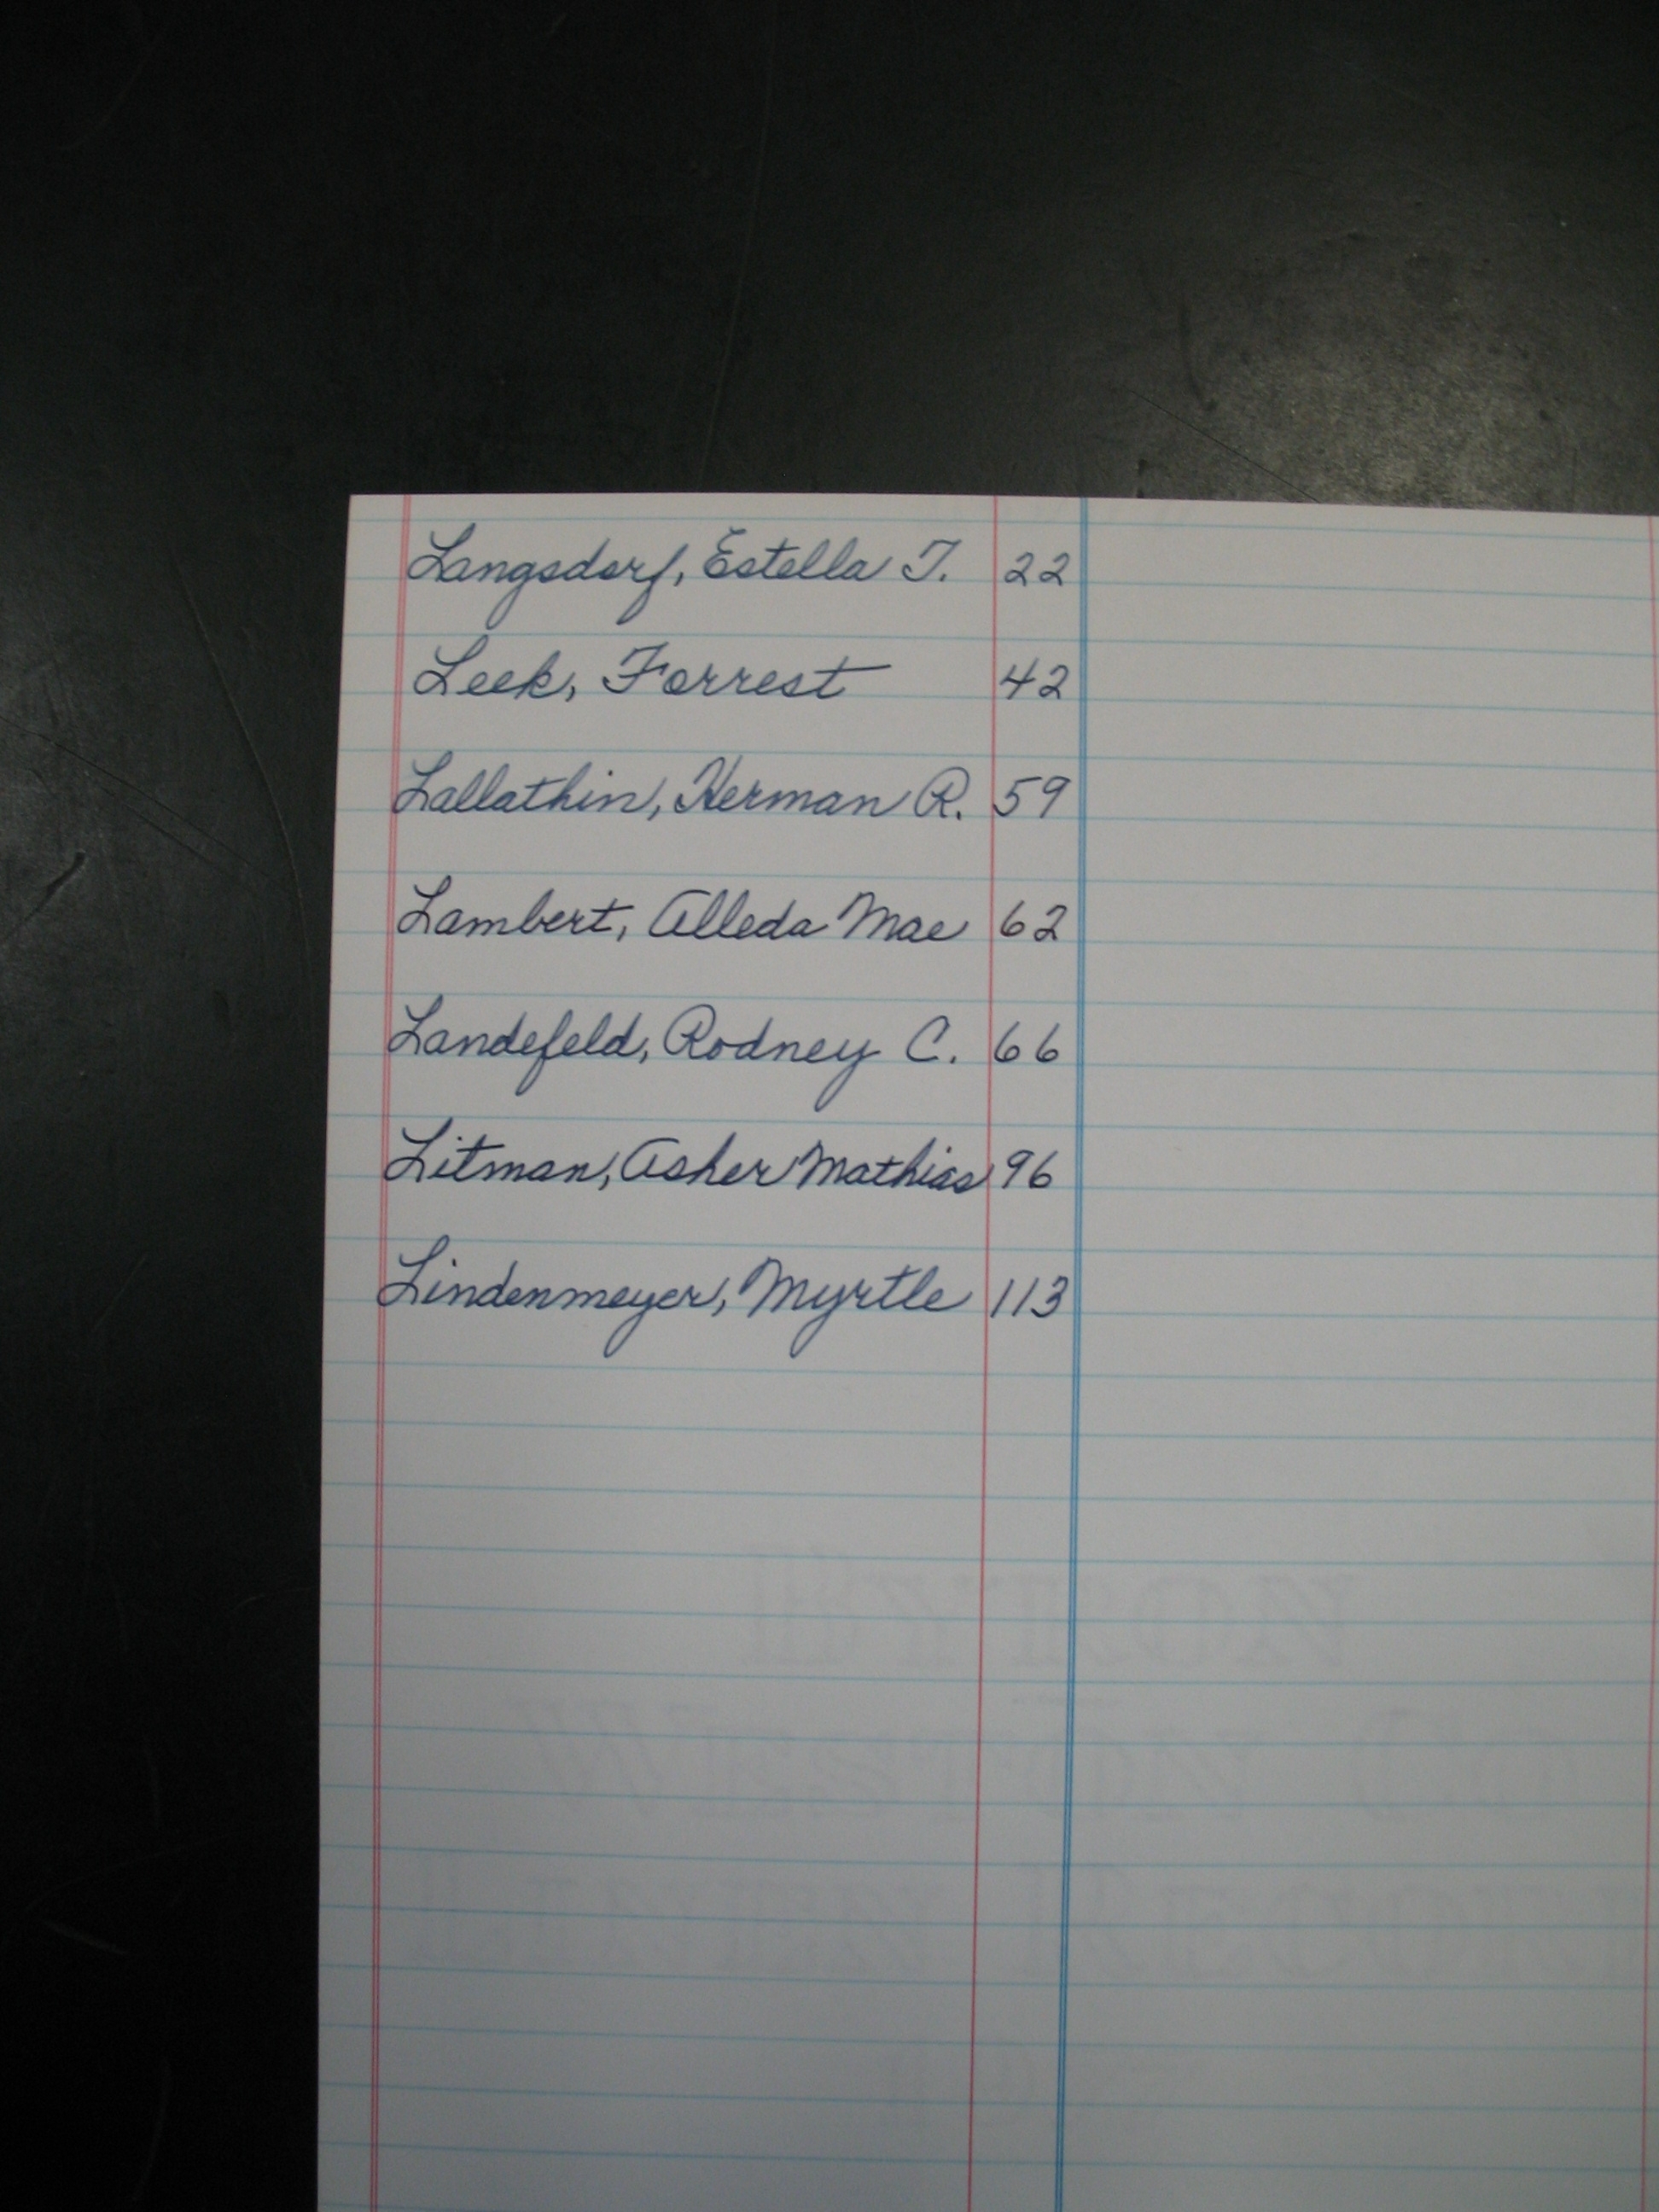 Langsdorf, Estella T. 22
Leek, Forrest 42
Lallathin, Herman R. 59
Lambert, Alleda Mae 62
Landefeld, Rodney C. 66
Litman, Asher Mathias 96
Lindenmeyer, Myrtle 113